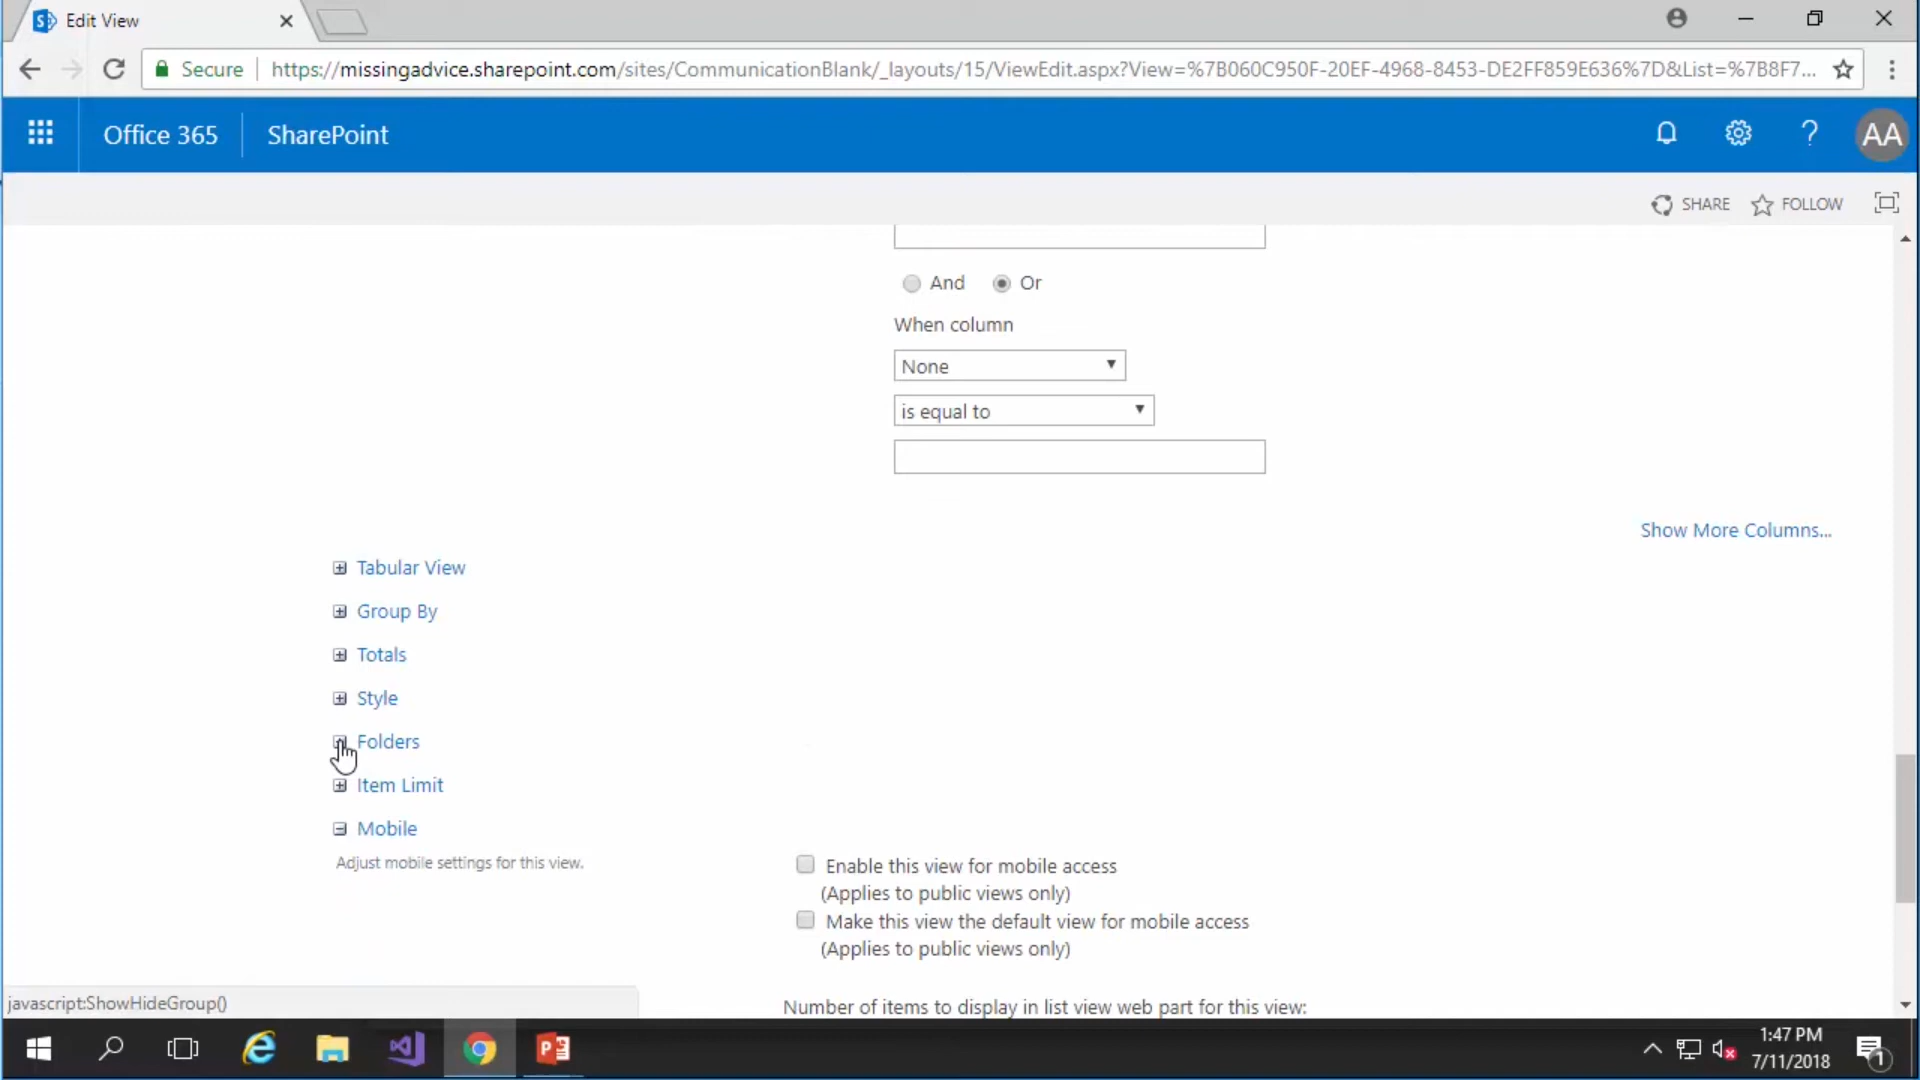 Edit View
Secure
https://missingadvice.sharepoint.com/sites/CommunicationBlank/_layouts/15/ViewEdit.aspx?View=%7B060C950F-20EF-4968-8453-DE2FF859E636%7D&List=%7B8F7...
Office 365
SharePoint
?
AA
SHARE
FOLLOW
And
Or
When column
None
is equal to
Show More Columns...
Tabular View
Group By
Totals
Style
Folders
Item Limit
Mobile
Adjust mobile settings for this view.
Enable this view for mobile access
(Applies to public views only)
Make this view the default view for mobile access
(Applies to public views only)
Number of items to display in list view web part for this view:
javascript:ShowHideGroup()
1:47 PM
7/11/2018
1